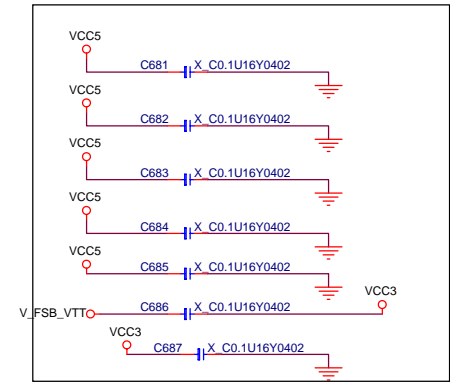 VCC5
C681 X_C0.1U16Y0402
VCC5
C682 X_C0.1U16Y0402
VCC5
C683 X_C0.1U16Y0402
VCC5
C684 X_C0.1U16Y0402
VCC5
C685 X_C0.1U16Y0402
VCC3
V_FSB_VTT C686 X_C0.1U16Y0402
VCC3
C687 X_C0.1U16Y0402